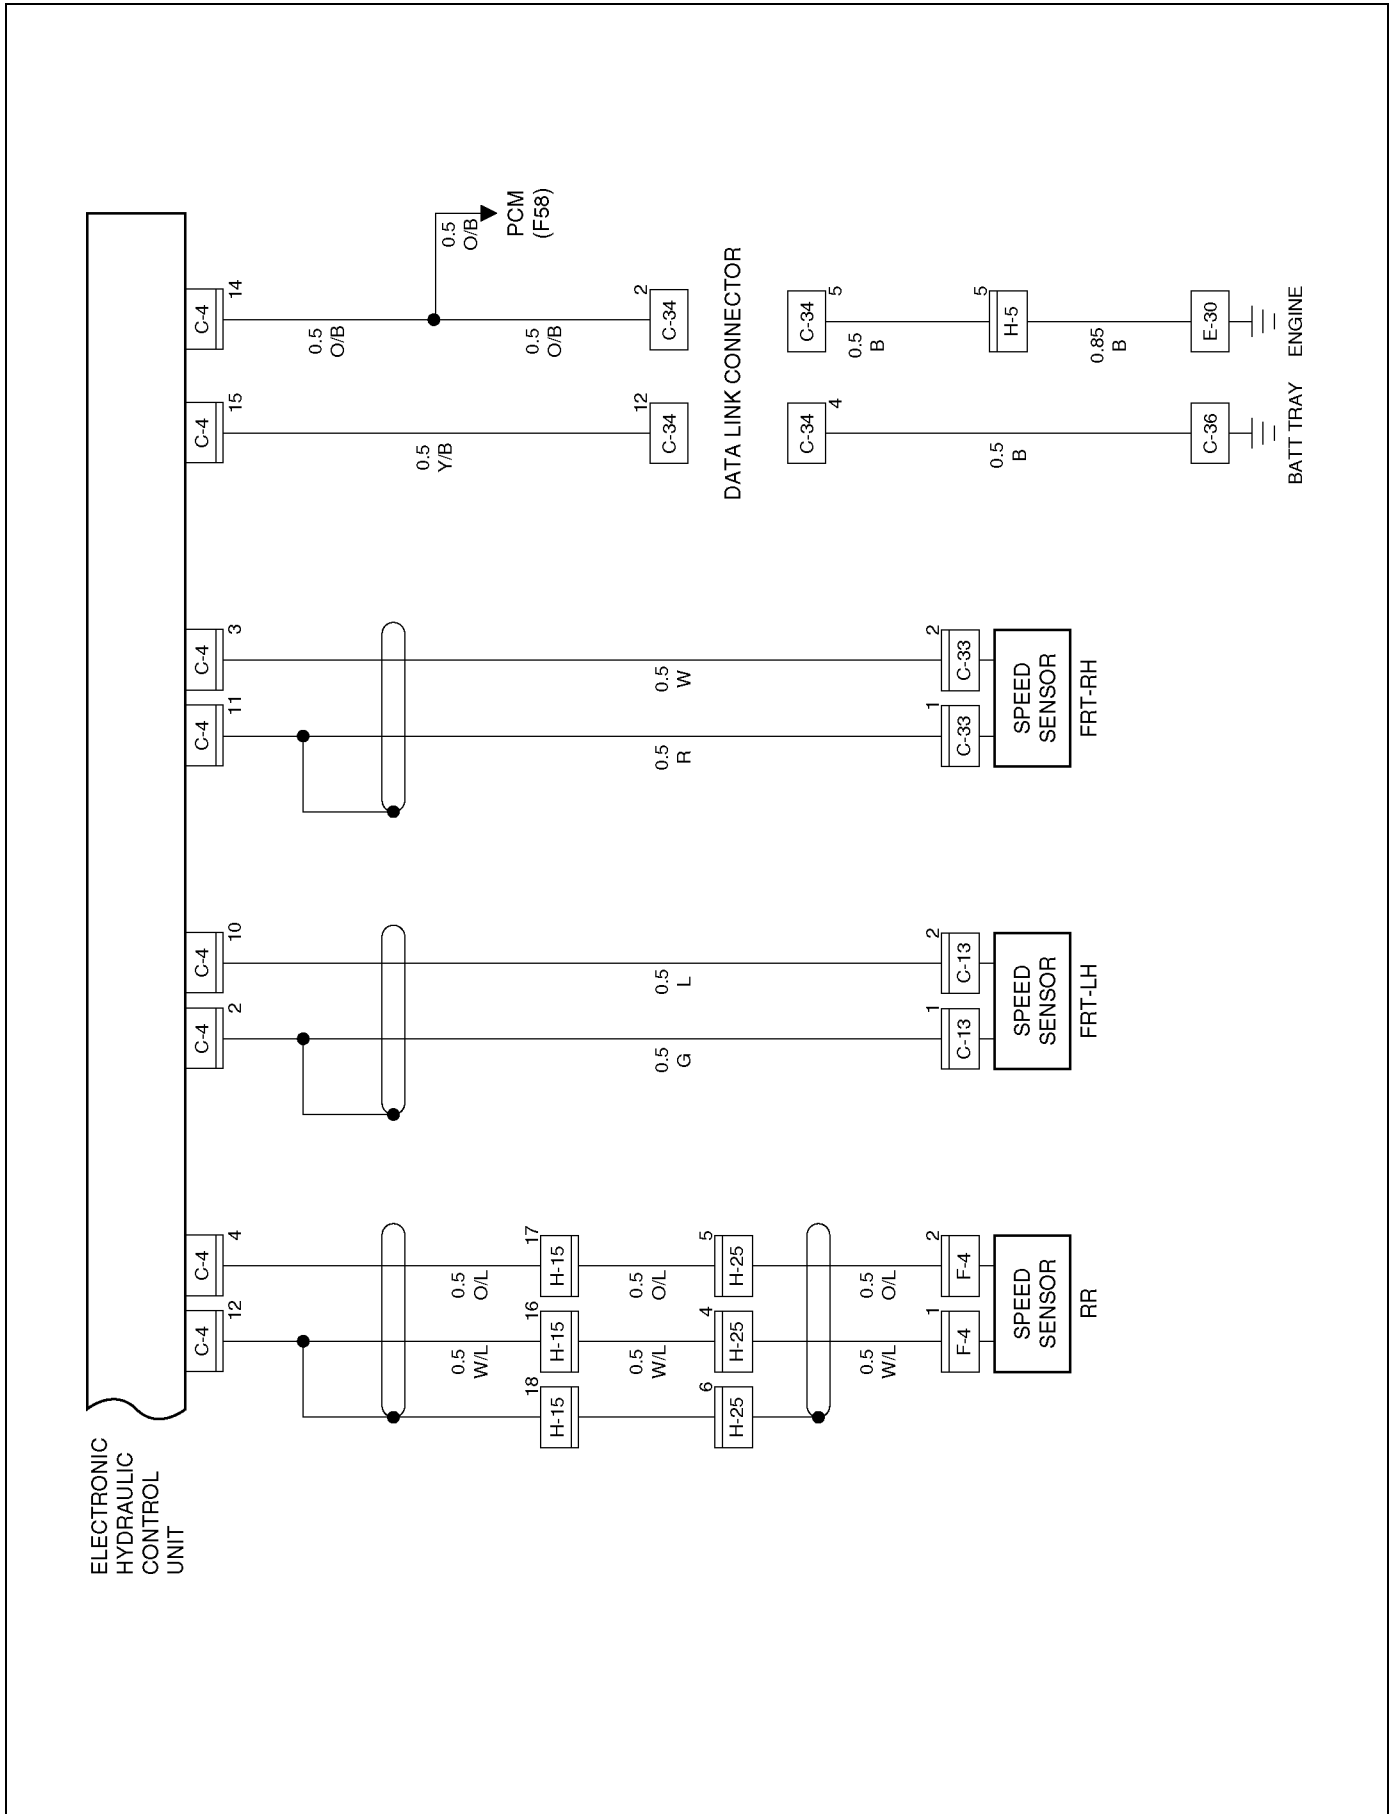 ELECTRONIC
HYDRAULIC
CONTROL
UNIT
C-4 12
C-4 4
0.5
W/L
0.5
O/L
18 H-15
16 H-15
17 H-15
0.5
W/L
0.5
O/L
6 H-25
4 H-25
5 H-25
0.5
W/L
0.5
O/L
1 F-4
2 F-4
SPEED
SENSOR
RR
C-4 2
C-4 10
0.5
G
0.5
L
1 C-13
2 C-13
SPEED
SENSOR
FRT-LH
C-4 11
C-4 3
0.5
R
0.5
W
1 C-33
2 C-33
SPEED
SENSOR
FRT-RH
C-4 15
C-4 14
0.5
Y/B
0.5
O/B
0.5
O/B
PCM
(F58)
0.5
O/B
12 C-34
2 C-34
DATA LINK CONNECTOR
C-34 4
C-34 5
0.5
B
0.5
B
5 H-5
0.85
B
C-36
E-30
BATT TRAY
ENGINE